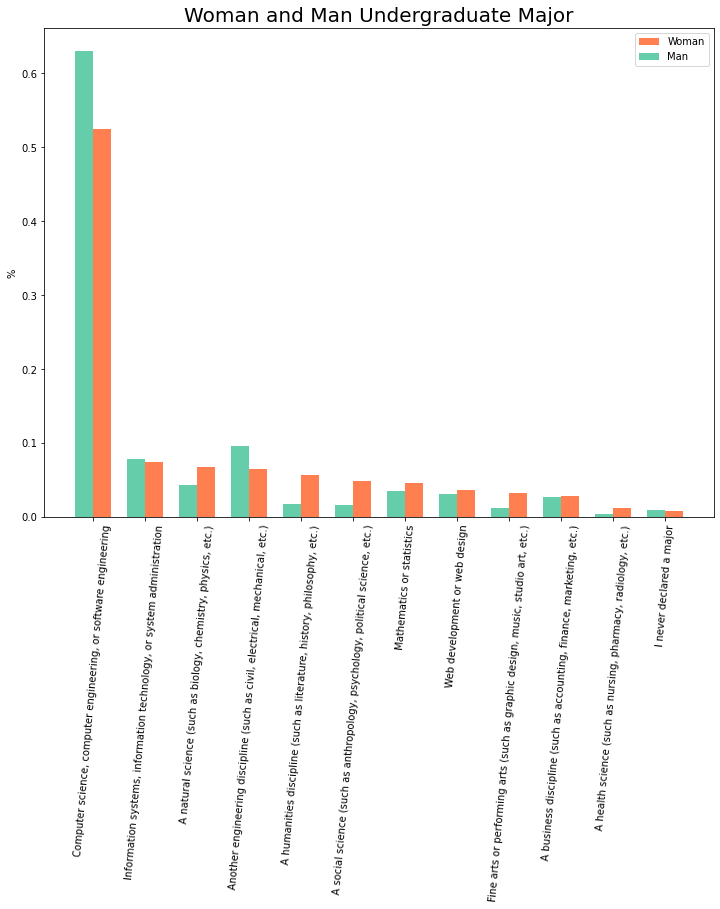 Woman and Man Undergraduate Major
Woman
Man
%
0.6
0.5
0.4
0.3
0.2
0.1
0.0
Computer science, computer engineering, or software engineering
Information systems, information technology, or system administration
A natural science (such as biology, chemistry, physics, etc.)
Another engineering discipline (such as civil, electrical, mechanical, etc.)
A humanities discipline (such as literature, history, philosophy, etc.)
A social science (such as anthropology, psychology, political science, etc.)
Mathematics or statistics
Web development or web design
Fine arts or performing arts (such as graphic design, music, studio art, etc.)
A business discipline (such as accounting, finance, marketing, etc.)
A health science (such as nursing, pharmacy, radiology, etc.)
I never declared a major